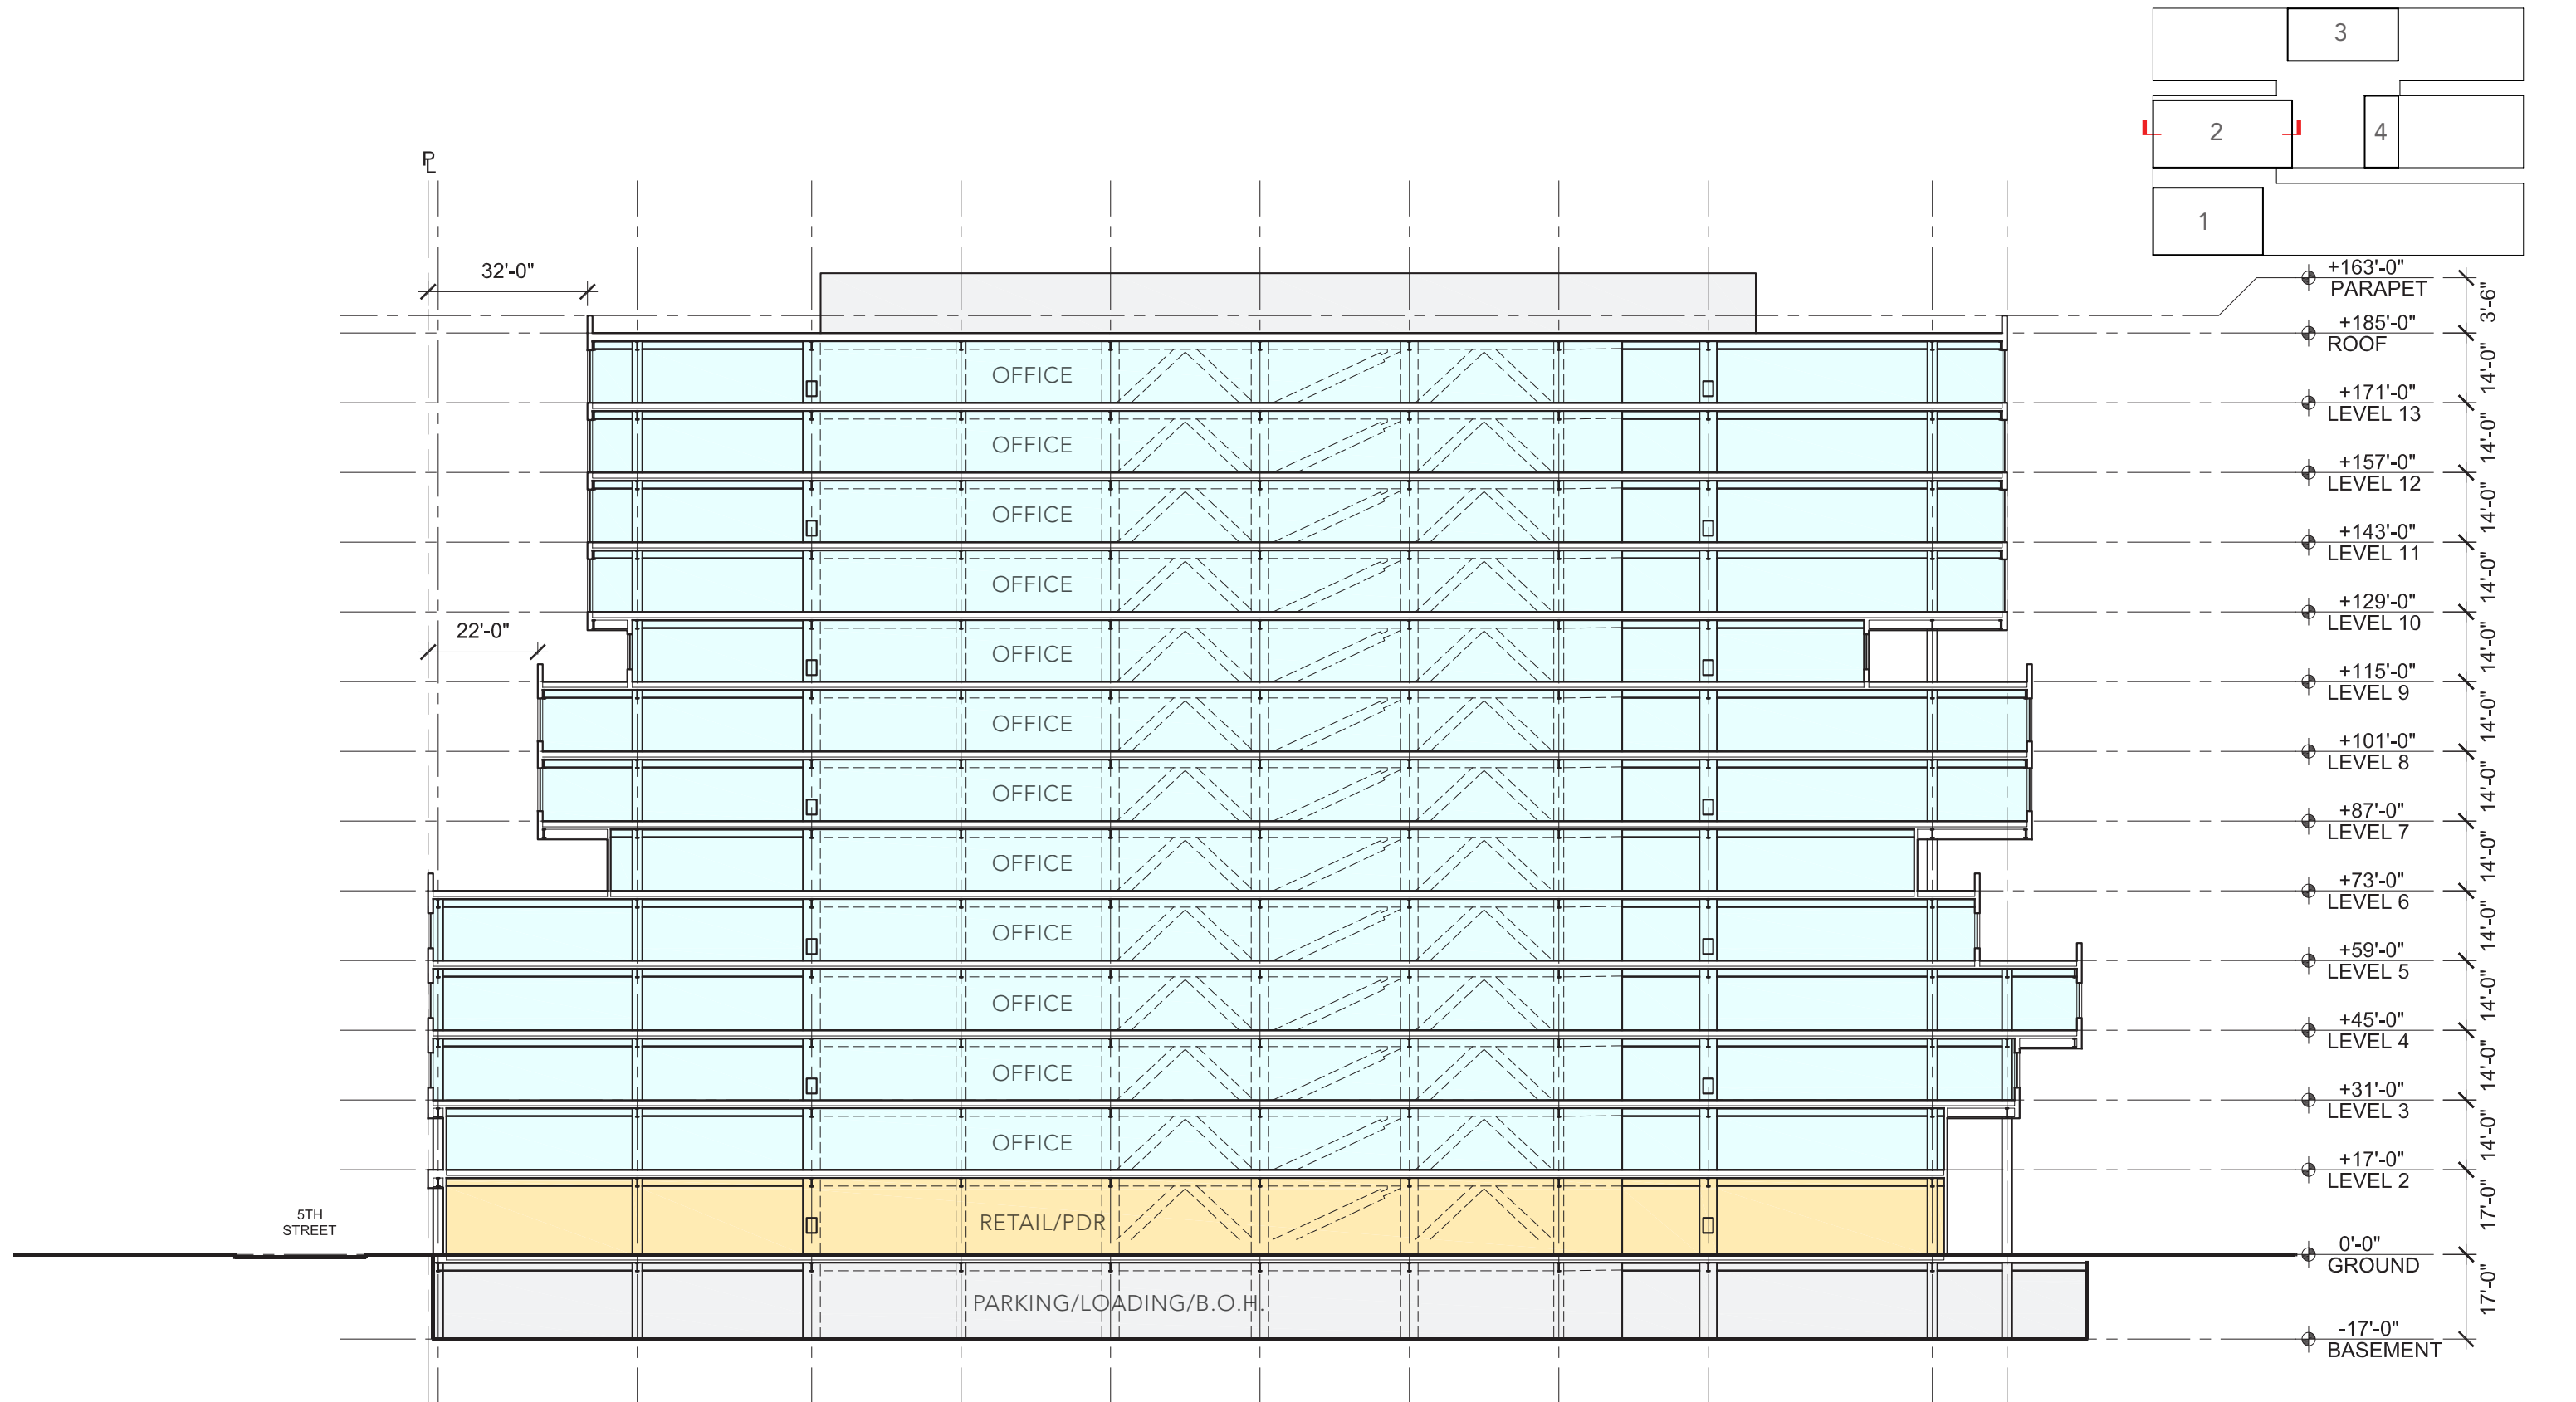 3
2
4
1
PL
32'-0"
+163'-0"
PARAPET
3'-6"
+185'-0"
ROOF
14'-0"
OFFICE
+171'-0"
LEVEL 13
14'-0"
OFFICE
+157'-0"
LEVEL 12
14'-0"
OFFICE
+143'-0"
LEVEL 11
14'-0"
OFFICE
+129'-0"
LEVEL 10
22'-0"
14'-0"
OFFICE
+115'-0"
LEVEL 9
14'-0"
OFFICE
+101'-0"
LEVEL 8
14'-0"
OFFICE
+87'-0"
LEVEL 7
14'-0"
OFFICE
+73'-0"
LEVEL 6
14'-0"
OFFICE
+59'-0"
LEVEL 5
14'-0"
OFFICE
+45'-0"
LEVEL 4
14'-0"
OFFICE
+31'-0"
LEVEL 3
14'-0"
OFFICE
+17'-0"
LEVEL 2
17'-0"
RETAIL/PDR
5TH
STREET
0'-0"
GROUND
17'-0"
PARKING/LOADING/B.O.H.
-17'-0"
BASEMENT